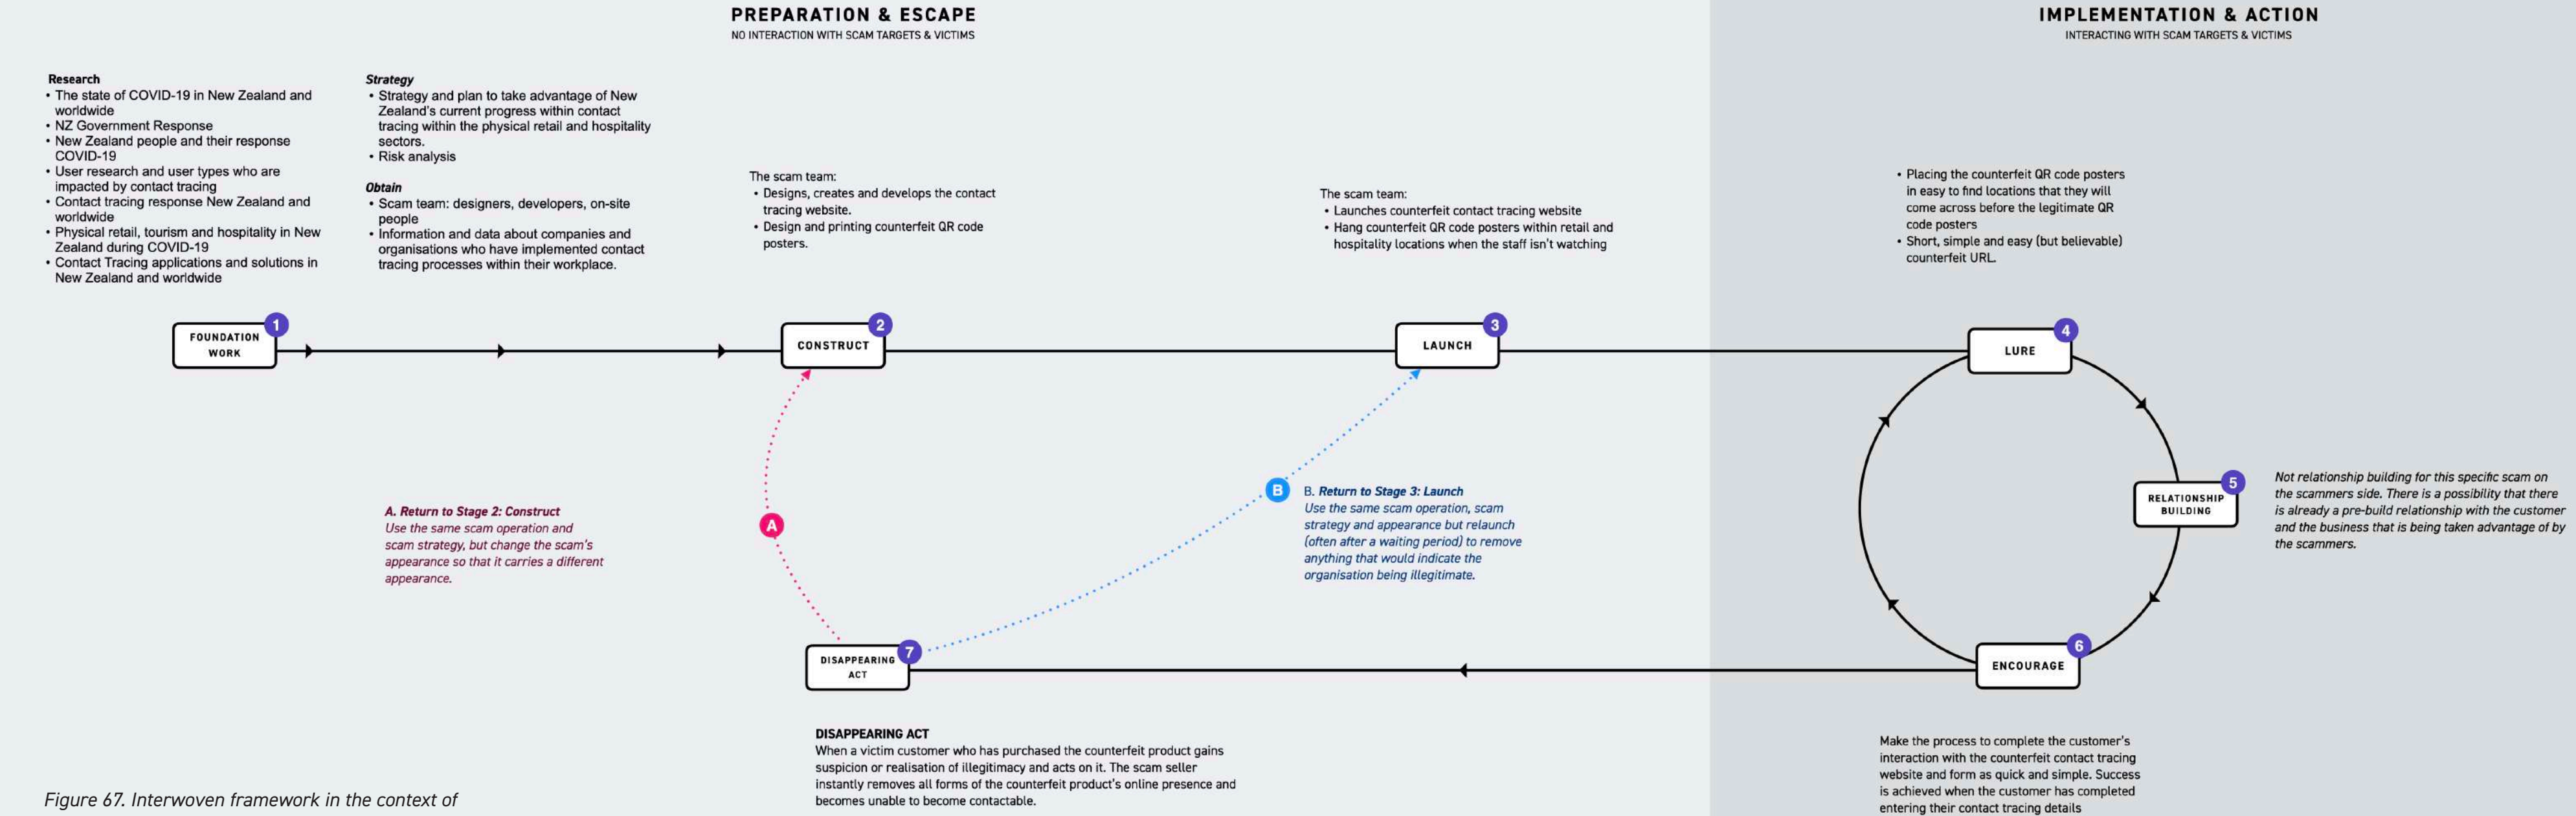 PREPARATION & ESCAPE
NO INTERACTION WITH SCAM TARGETS & VICTIMS
IMPLEMENTATION & ACTION
INTERACTING WITH SCAM TARGETS & VICTIMS
Research
• The state of COVID-19 in New Zealand and
worldwide
• NZ Government Response
• New Zealand people and their response
COVID-19
• User research and user types who are
impacted by contact tracing
• Contact tracing response New Zealand and
worldwide
• Physical retail, tourism and hospitality in New
Zealand during COVID-19
• Contact Tracing applications and solutions in
New Zealand and worldwide
Strategy
• Strategy and plan to take advantage of New
Zealand's current progress within contact
tracing within the physical retail and hospitality
sectors.
• Risk analysis
Obtain
• Scam team: designers, developers, on-site
people
• Information and data about companies and
organisations who have implemented contact
tracing processes within their workplace.
The scam team:
• Designs, creates and develops the contact
tracing website.
• Design and printing counterfeit QR code
posters.
The scam team:
• Launches counterfeit contact tracing website
• Hang counterfeit QR code posters within retail and
hospitality locations when the staff isn't watching
• Placing the counterfeit QR code posters
in easy to find locations that they will
come across before the legitimate QR
code posters
• Short, simple and easy (but believable)
counterfeit URL.
FOUNDATION
WORK
1
CONSTRUCT
2
LAUNCH
3
LURE
4
RELATIONSHIP
BUILDING
5
Not relationship building for this specific scam on
the scammers side. There is a possibility that there
is already a pre-build relationship with the customer
and the business that is being taken advantage of by
the scammers.
A
A. Return to Stage 2: Construct
Use the same scam operation and
scam strategy, but change the scam's
appearance so that it carries a different
appearance.
B
B. Return to Stage 3: Launch
Use the same scam operation, scam
strategy and appearance but relaunch
(often after a waiting period) to remove
anything that would indicate the
organisation being illegitimate.
DISAPPEARING
ACT
7
ENCOURAGE
6
DISAPPEARING ACT
When a victim customer who has purchased the counterfeit product gains
suspicion or realisation of illegitimacy and acts on it. The scam seller
instantly removes all forms of the counterfeit product's online presence and
becomes unable to become contactable.
Make the process to complete the customer's
interaction with the counterfeit contact tracing
website and form as quick and simple. Success
is achieved when the customer has completed
entering their contact tracing details
Figure 67. Interwoven framework in the context of